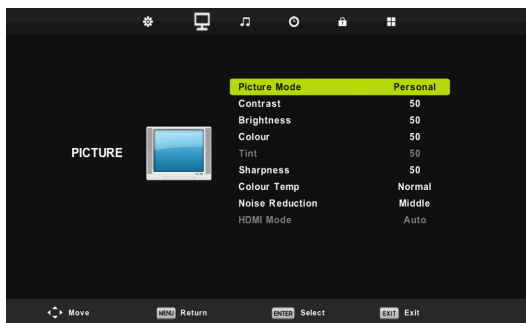 Picture Mode Personal
Contrast 50
Brightness 50
Colour 50
PICTURE
Tint 50
Sharpness 50
Colour Temp Normal
Noise Reduction Middle
HDMI Mode Auto
Move MENU Return ENTER Select EXIT Exit